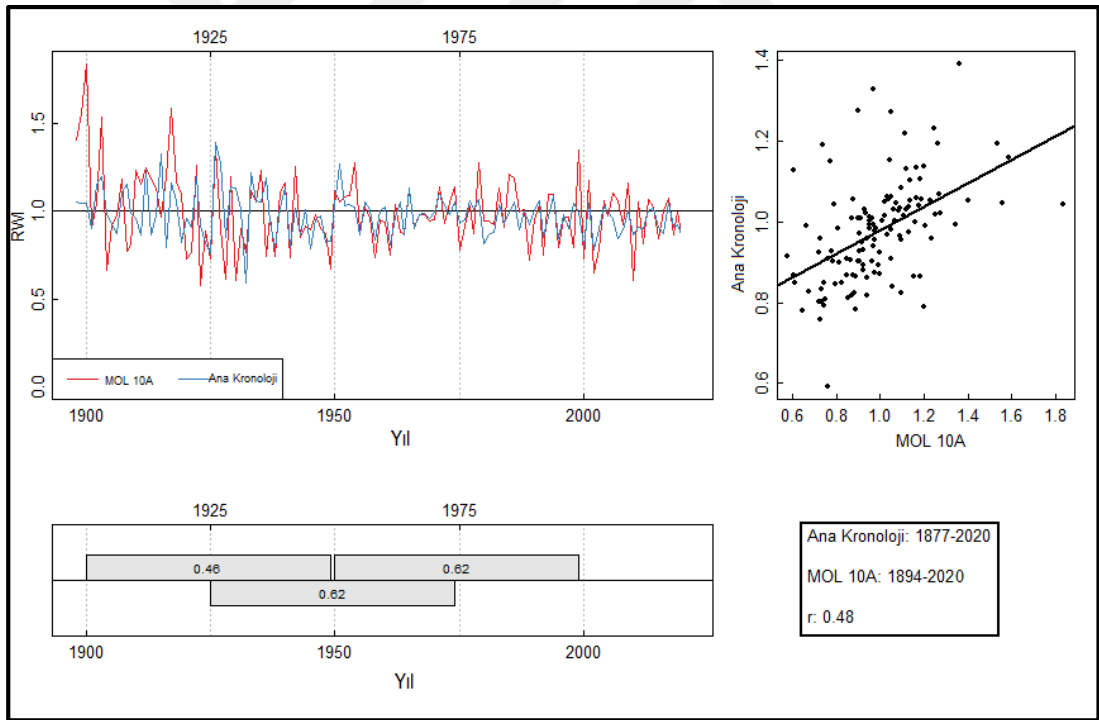 1925 1975
RWI
0.0 0.5 1.0 1.5
MOL 10A Ana Kronoloji
1900 1950 2000
Yıl
Ana Kronoloji
0.6 0.8 1.0 1.2 1.4
0.6 0.8 1.0 1.2 1.4 1.6 1.8
MOL 10A
1925 1975
0.46 0.62
0.62
1900 1950 2000
Yıl
Ana Kronoloji: 1877-2020
MOL 10A: 1894-2020
r: 0.48